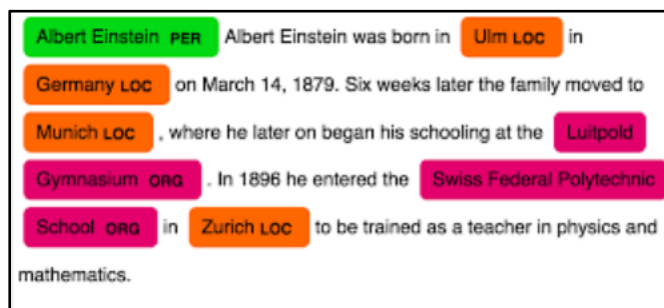 Albert Einstein PER Albert Einstein was born in Ulm LOC in
Germany LOC on March 14, 1879. Six weeks later the family moved to
Munich LOC , where he later on began his schooling at the Luitpold
Gymnasium ORG . In 1896 he entered the Swiss Federal Polytechnic
School ORG in Zurich LOC to be trained as a teacher in physics and
mathematics.